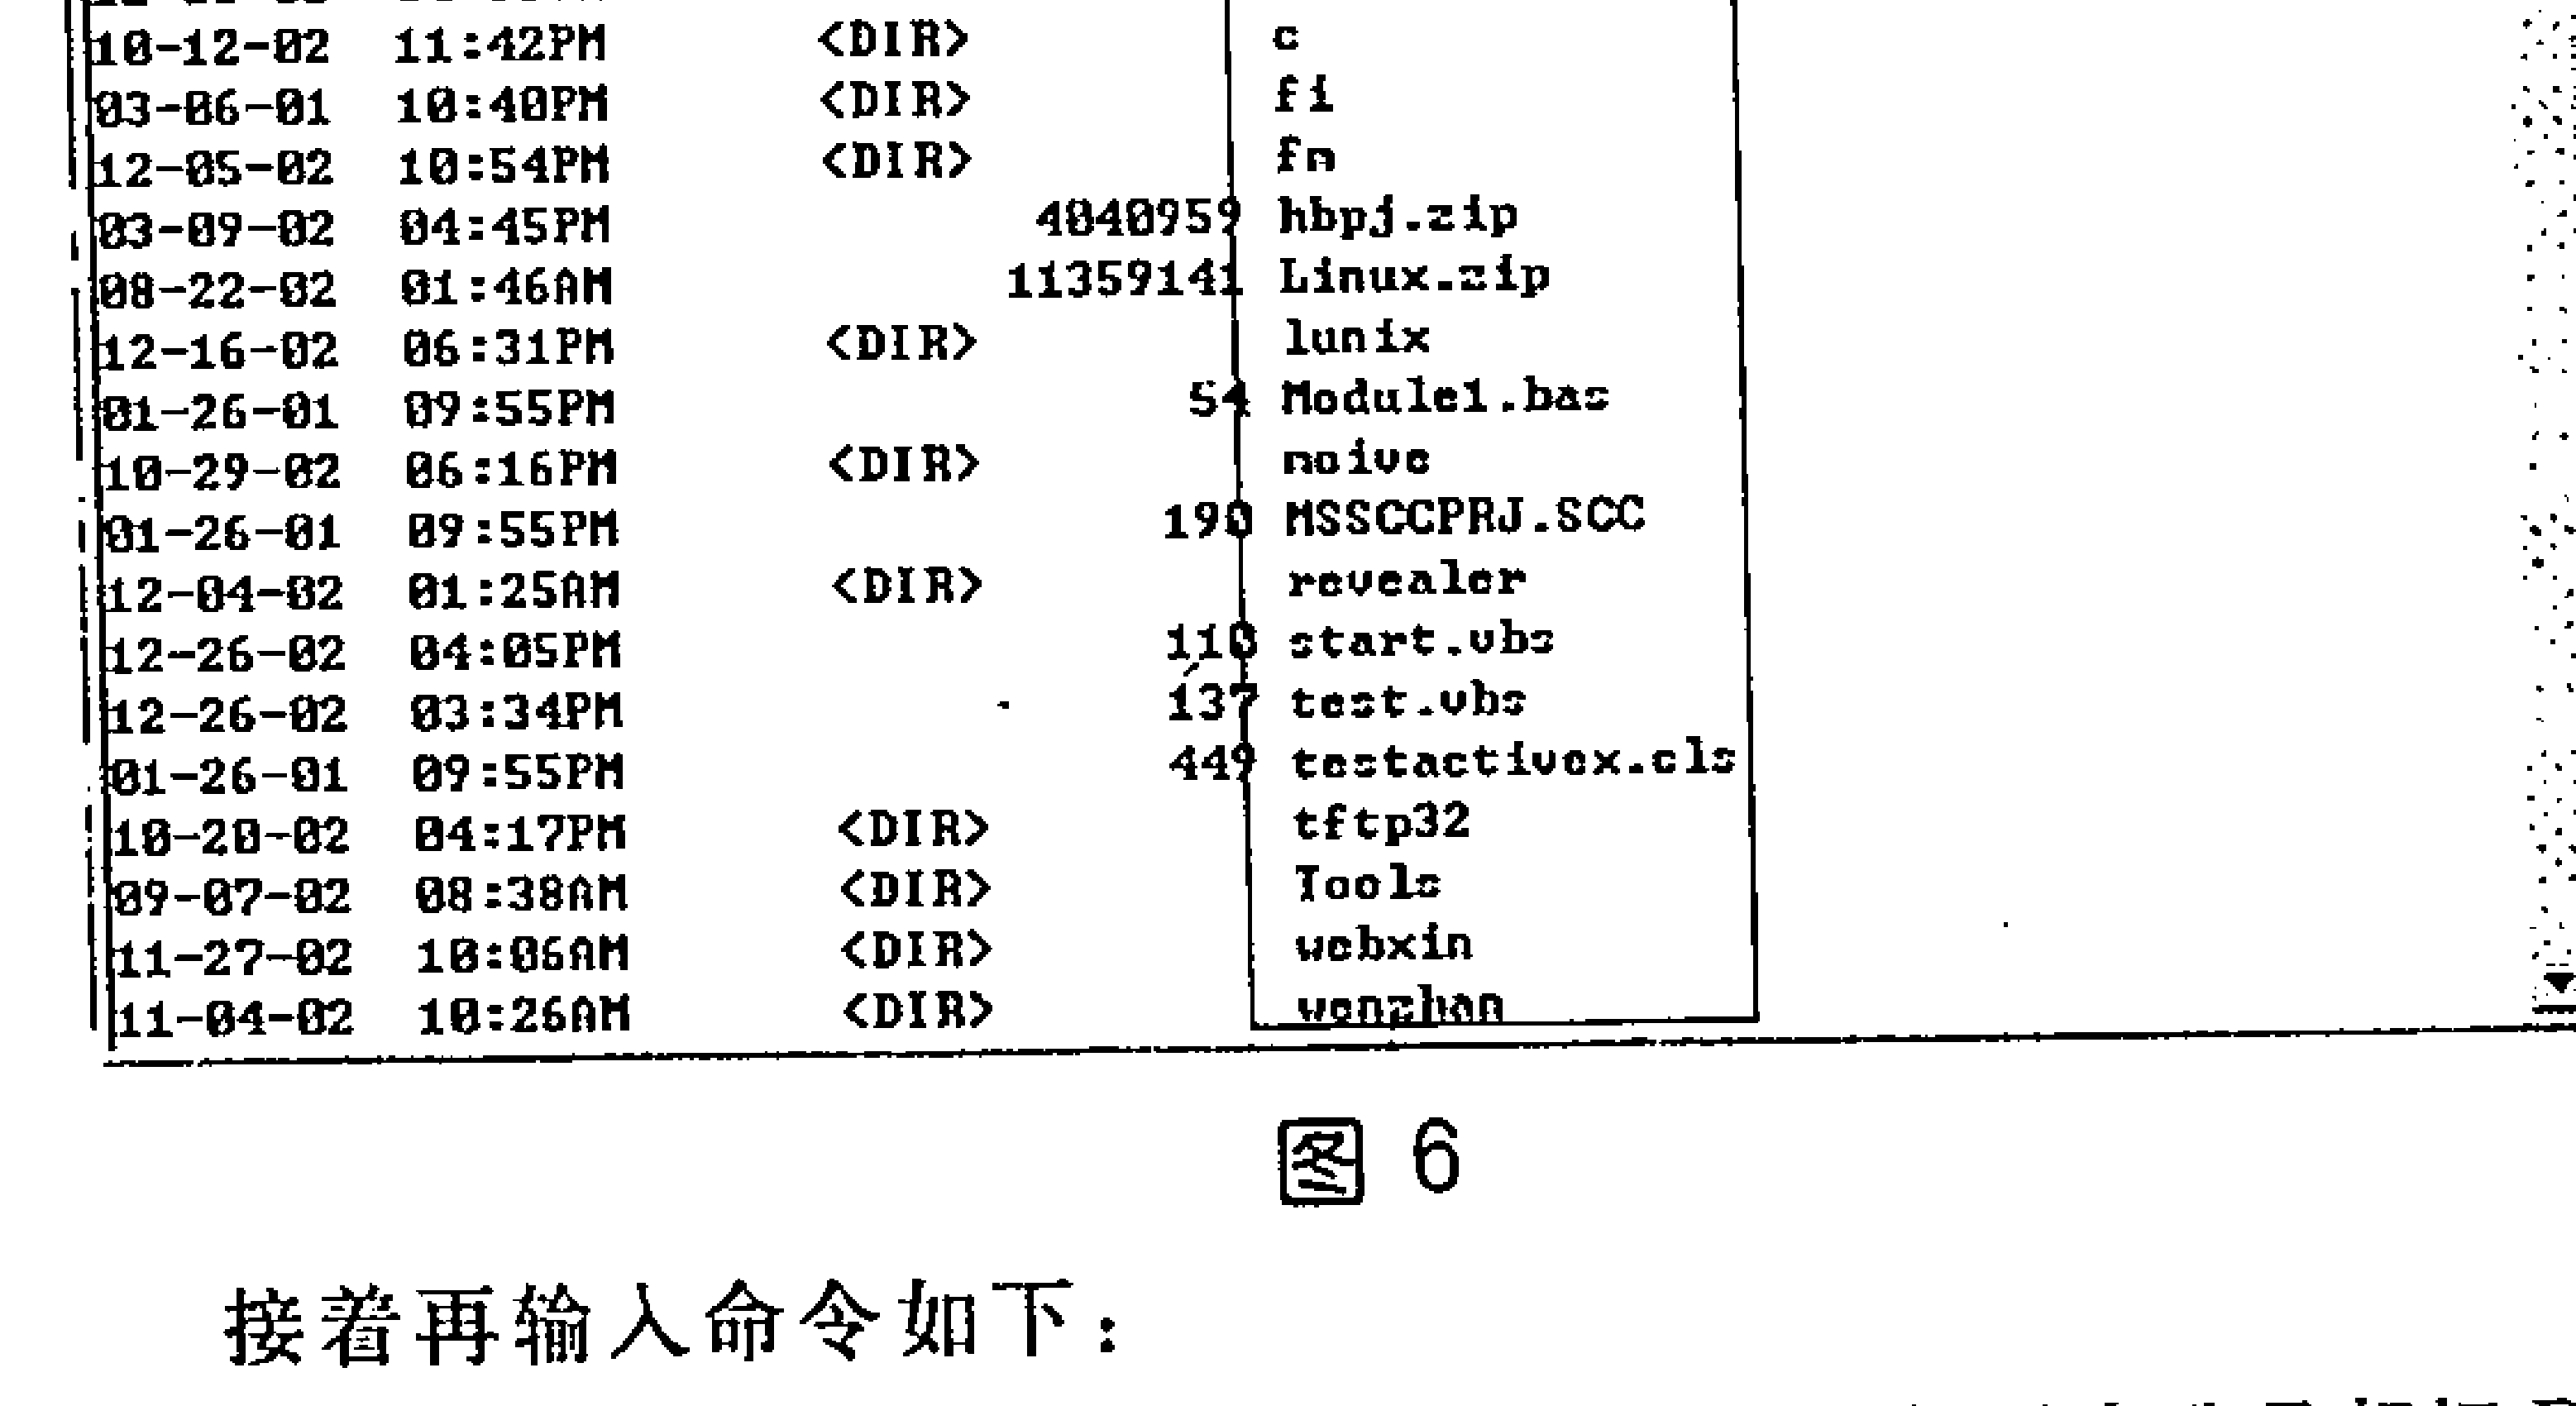 10-12-02 11:42PM <DIR> c
03-06-01 10:40PM <DIR> fi
12-05-02 10:54PM <DIR> fm
03-09-02 04:45PM 4040959 hbpj.zip
08-22-02 01:46AM 11359141 Linux.zip
12-16-02 06:31PM <DIR> lunix
01-26-01 09:55PM 54 Module1.bas
10-29-02 06:16PM <DIR> moive
01-26-01 09:55PM 190 MSSCCPRJ.SCC
12-04-02 01:25AM <DIR> revealer
12-26-02 04:05PM 110 start.vbs
12-26-02 03:34PM 137 test.vbs
01-26-01 09:55PM 449 testactivex.cls
10-20-02 04:17PM <DIR> tftp32
09-07-02 08:38AM <DIR> Tools
11-27-02 10:06AM <DIR> webxin
11-04-02 10:26AM <DIR> wenzhan
图 6
接着再输入命令如下：